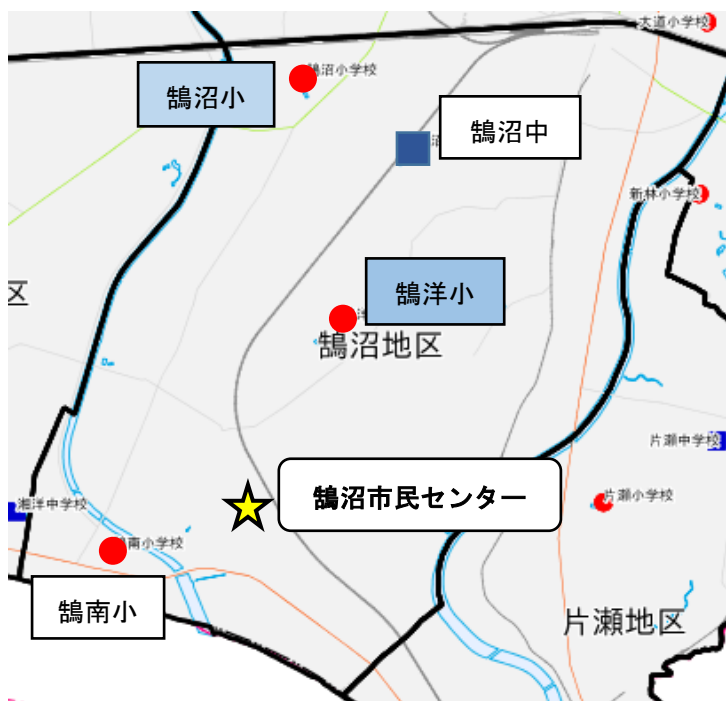 大道小学校
鵠沼小学校
鵠沼小
鵠沼中
新林小学校
鵠洋小
区
鵠沼地区
片瀬中学校
鵠沼市民センター
片瀬小学校
湘洋中学校
南小学校
鵠南小
片瀬地区